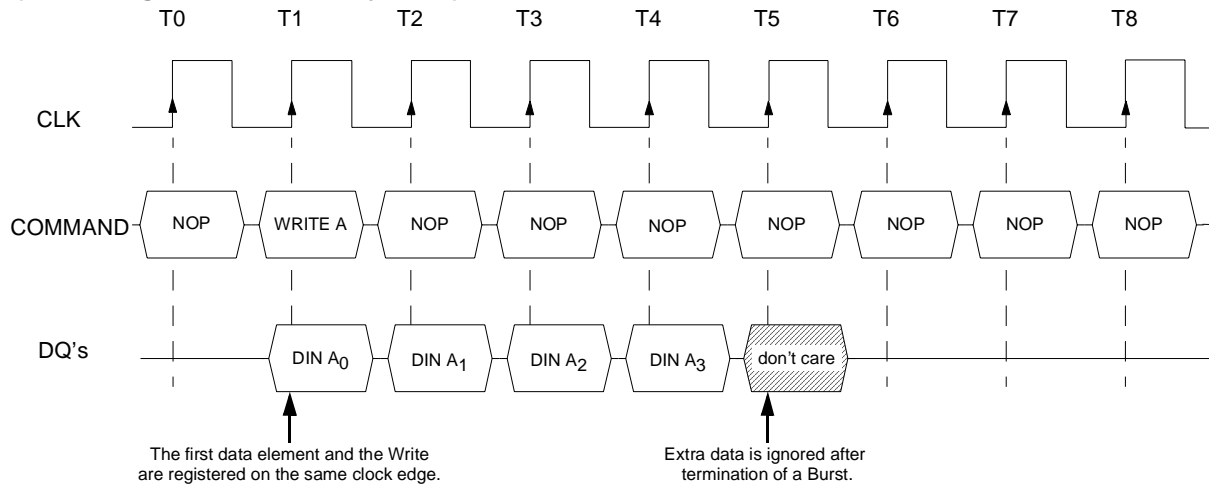 T0 T1 T2 T3 T4 T5 T6 T7 T8
CLK
COMMAND NOP WRITE A NOP NOP NOP NOP NOP NOP NOP
DQ's DIN A0 DIN A1 DIN A2 DIN A3 don't care
The first data element and the Write
are registered on the same clock edge.
Extra data is ignored after
termination of a Burst.